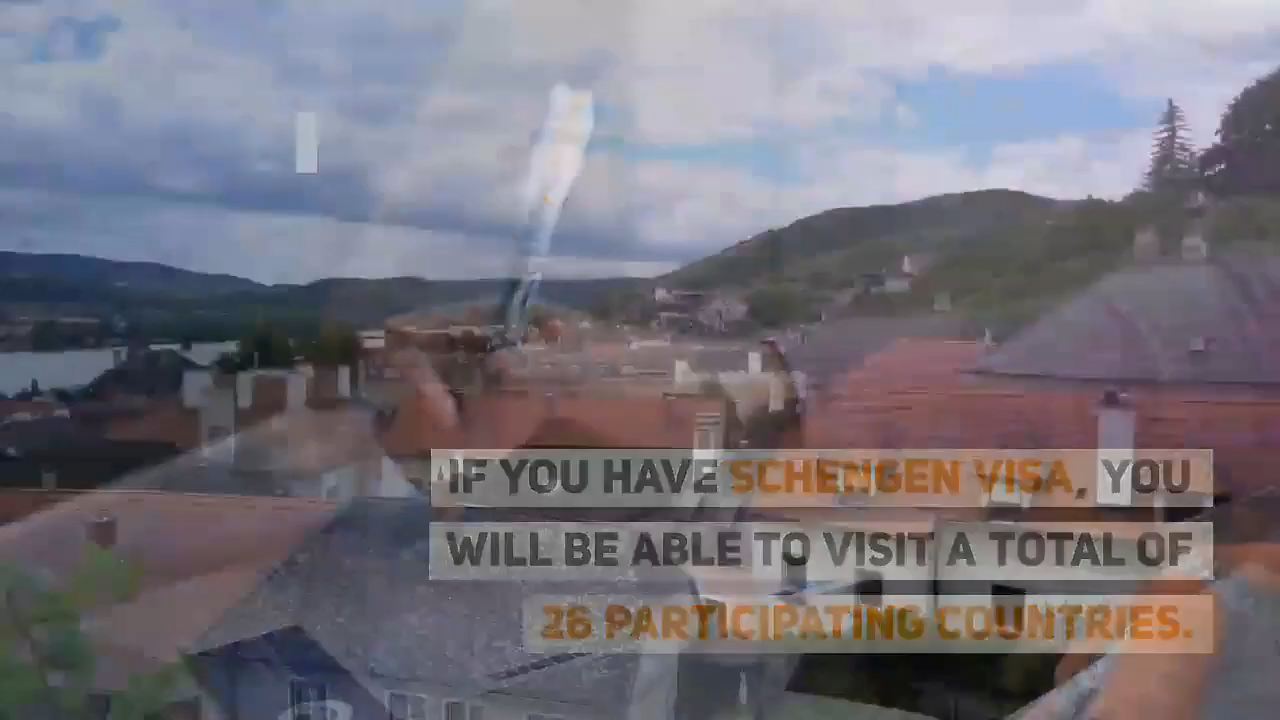 IF YOU HAVE SCHENGEN VISA, YOU
WILL BE ABLE TO VISIT A TOTAL OF
26 PARTICIPATING COUNTRIES.